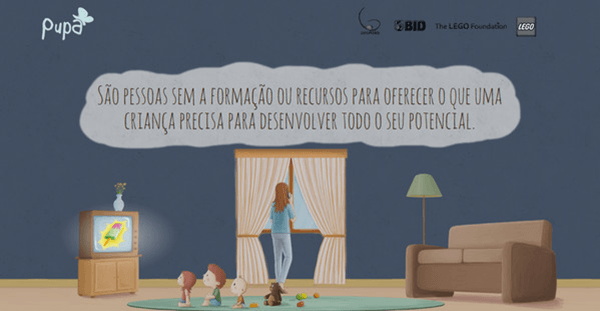 pupa
BID
The LEGO Foundation
LEGO
SÃO PESSOAS SEM A FORMAÇÃO OU RECURSOS PARA OFERECER O QUE UMA
CRIANÇA PRECISA PARA DESENVOLVER TODO O SEU POTENCIAL.